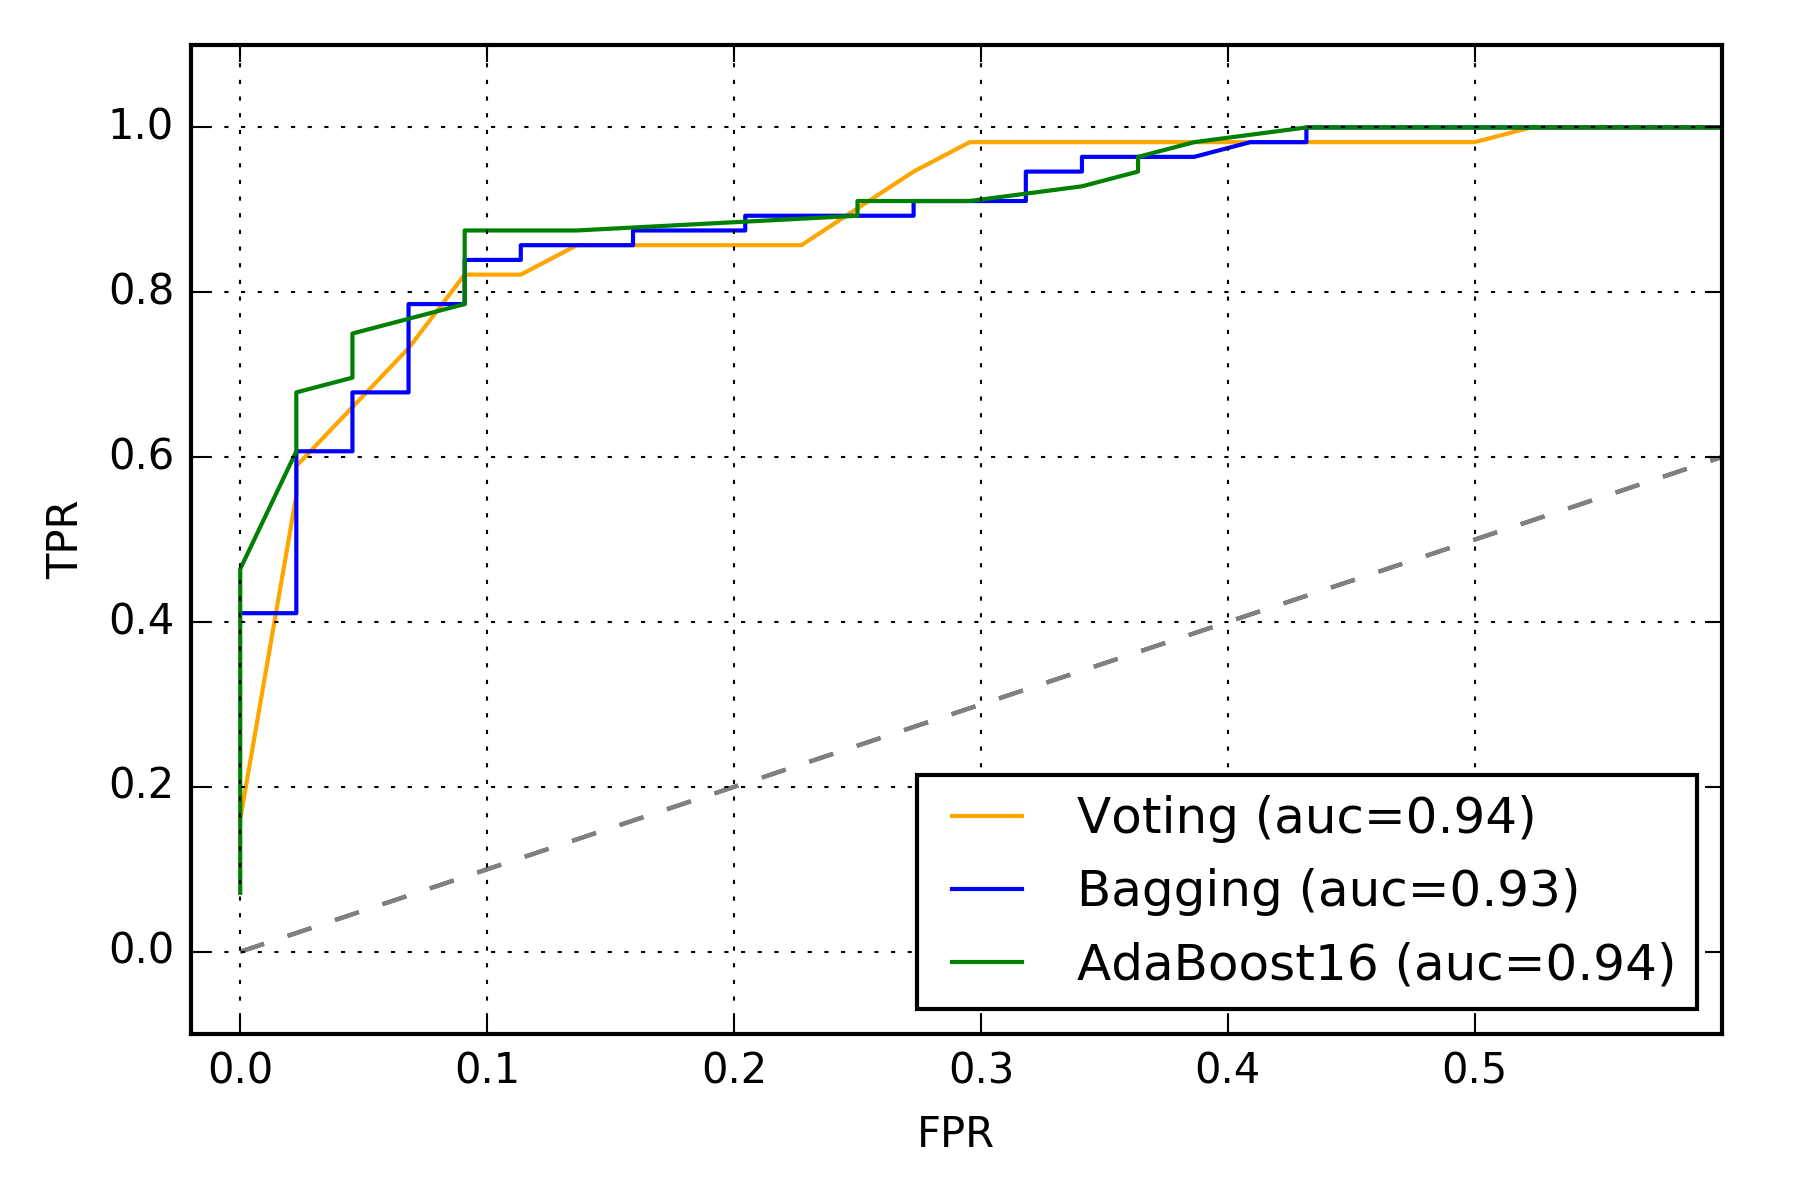 1.0
0.8
0.6
0.4
0.2
0.0
TPR
0.0 0.1 0.2 0.3 0.4 0.5
FPR
Voting (auc=0.94)
Bagging (auc=0.93)
AdaBoost16 (auc=0.94)